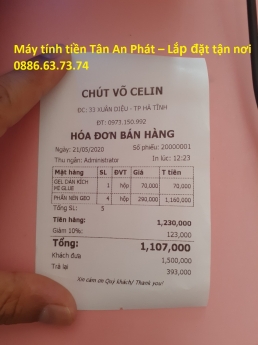 Máy tính tiền Tân An Phát – Lắp đặt tận nơi
0886.63.73.74
CHÚT VỒ CELIN
ĐC: 33 XUÂN DIỆU - TP HÀ TĨNH
ĐT: 0973.150.992
HÓA ĐƠN BÁN HÀNG
Ngày: 21/05/2020 Số phiếu: 20000001
Thu ngân: Administrator In lúc: 12:23
Mặt hàng SL ĐVT Giá T tiền
GEL DÁN KÍCH
HI GLUE 1 hộp 70,000 70,000
PHẤN NÉN GEO 4 hộp 290,000 1,160,000
Tổng SL: 5
Tiền hàng: 1,230,000
Giảm 10%: 123,000
Tổng: 1,107,000
Khách đưa 1,500,000
Trả lại 393,000
Xin cảm ơn Quý khách/ Thank you!